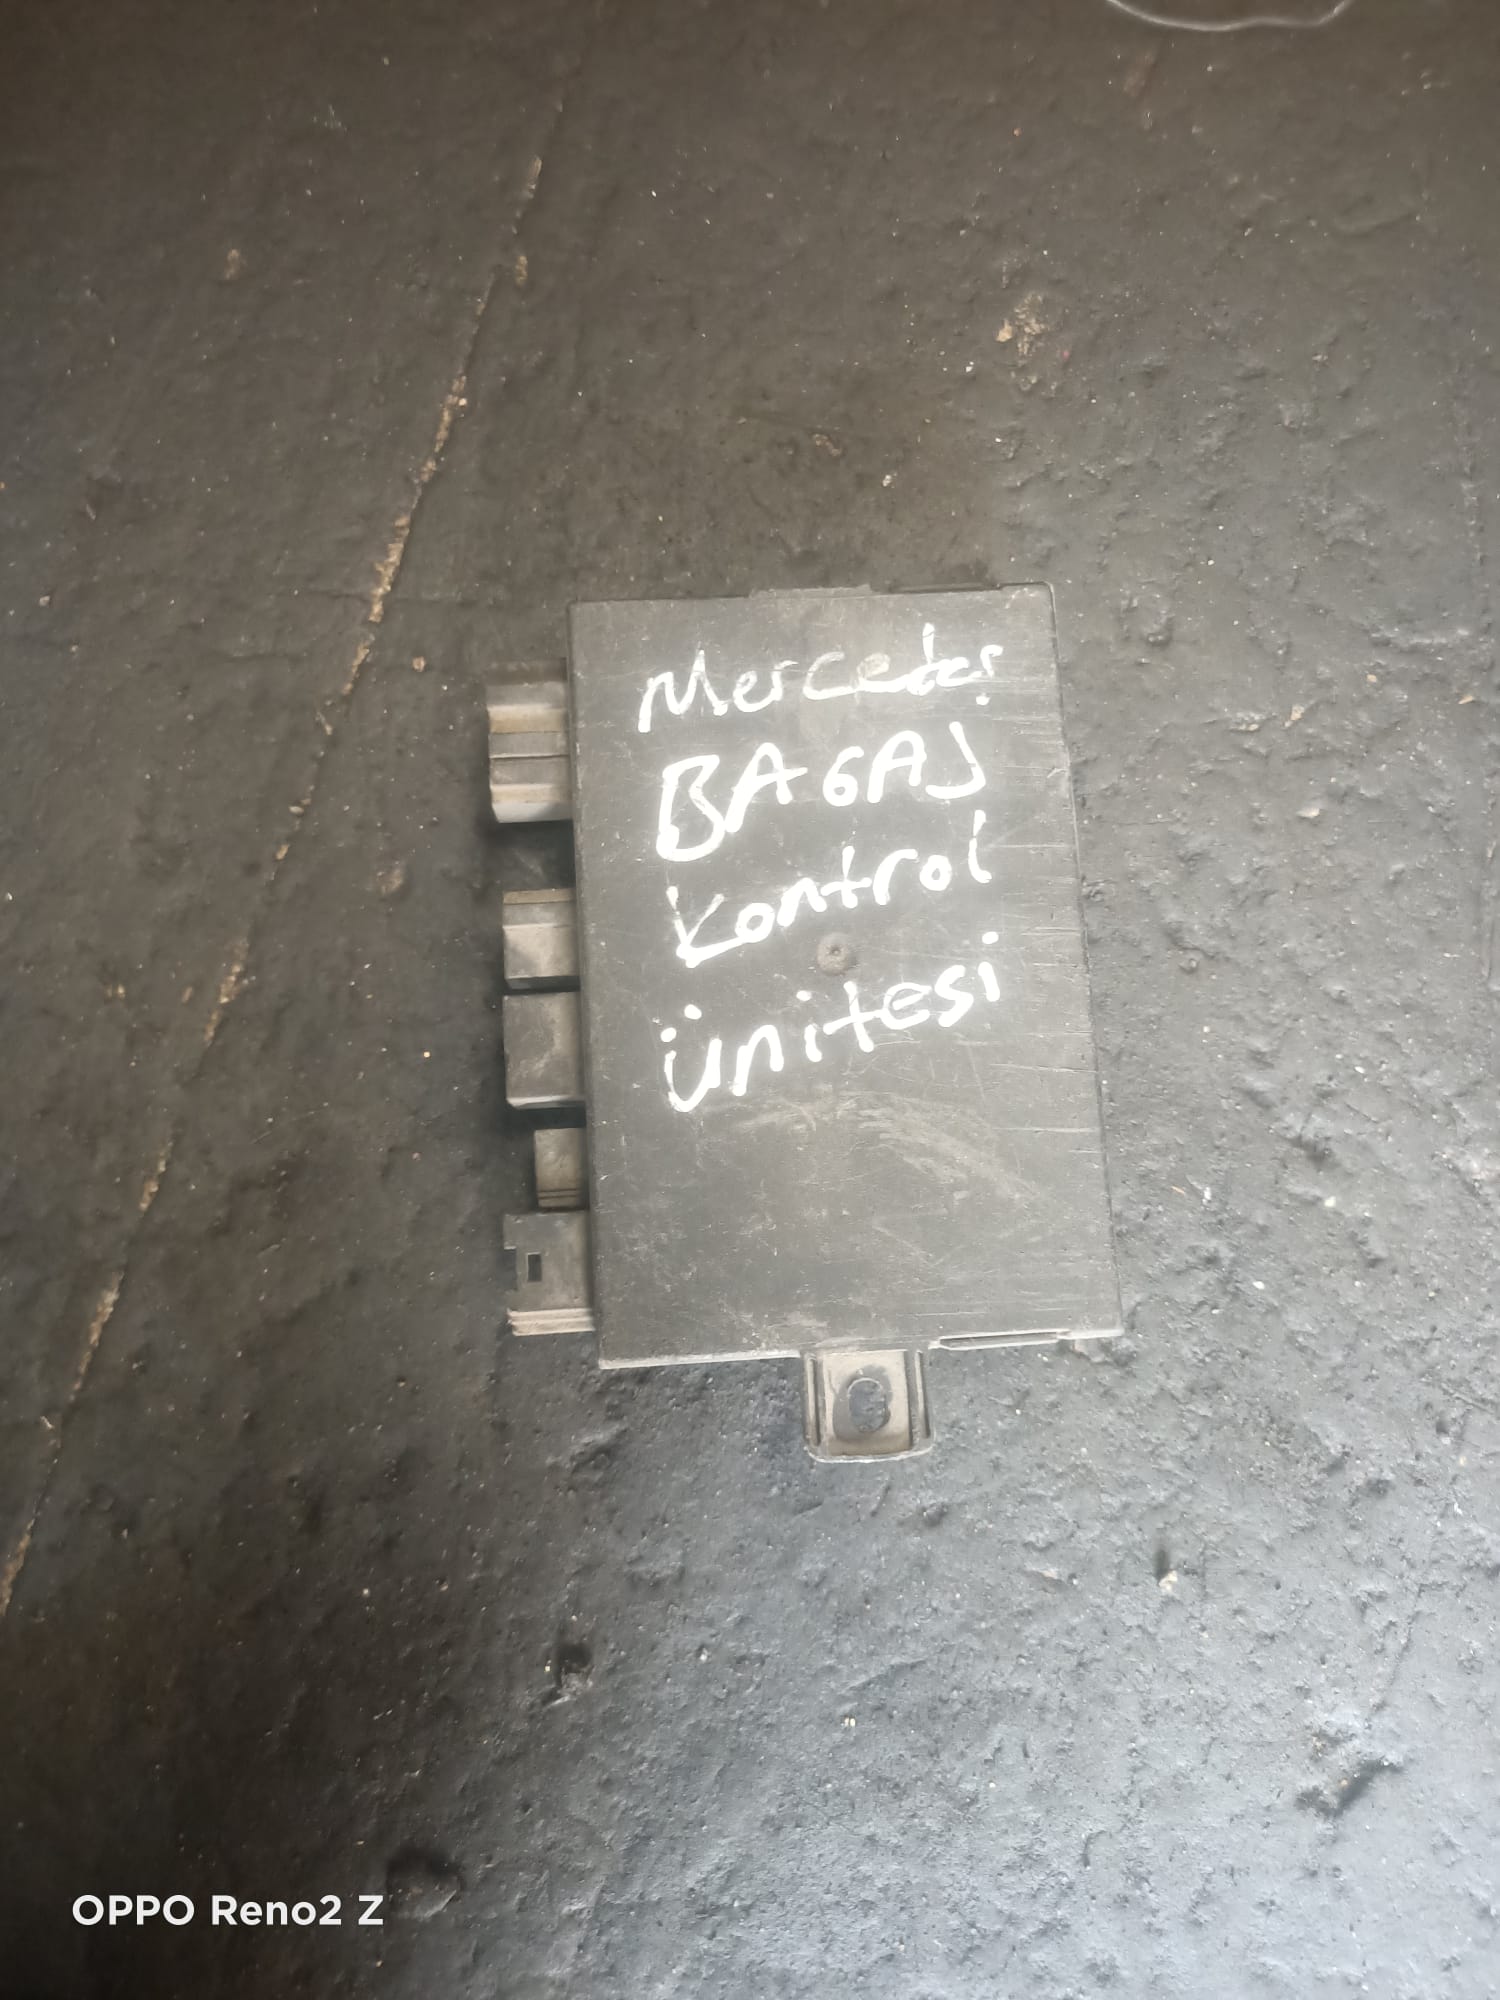 Mercedes
BAGAJ
Kontrol
Ünitesi
OPPO Reno2 Z